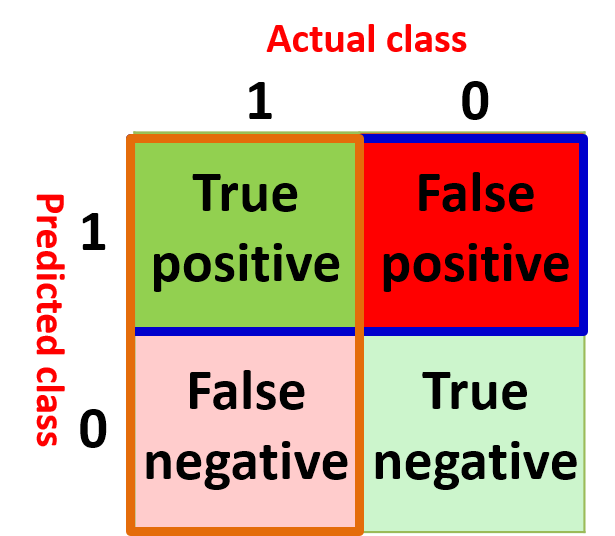 Actual class
1 0
Predicted class
1
True
positive
False
positive
0
False
negative
True
negative